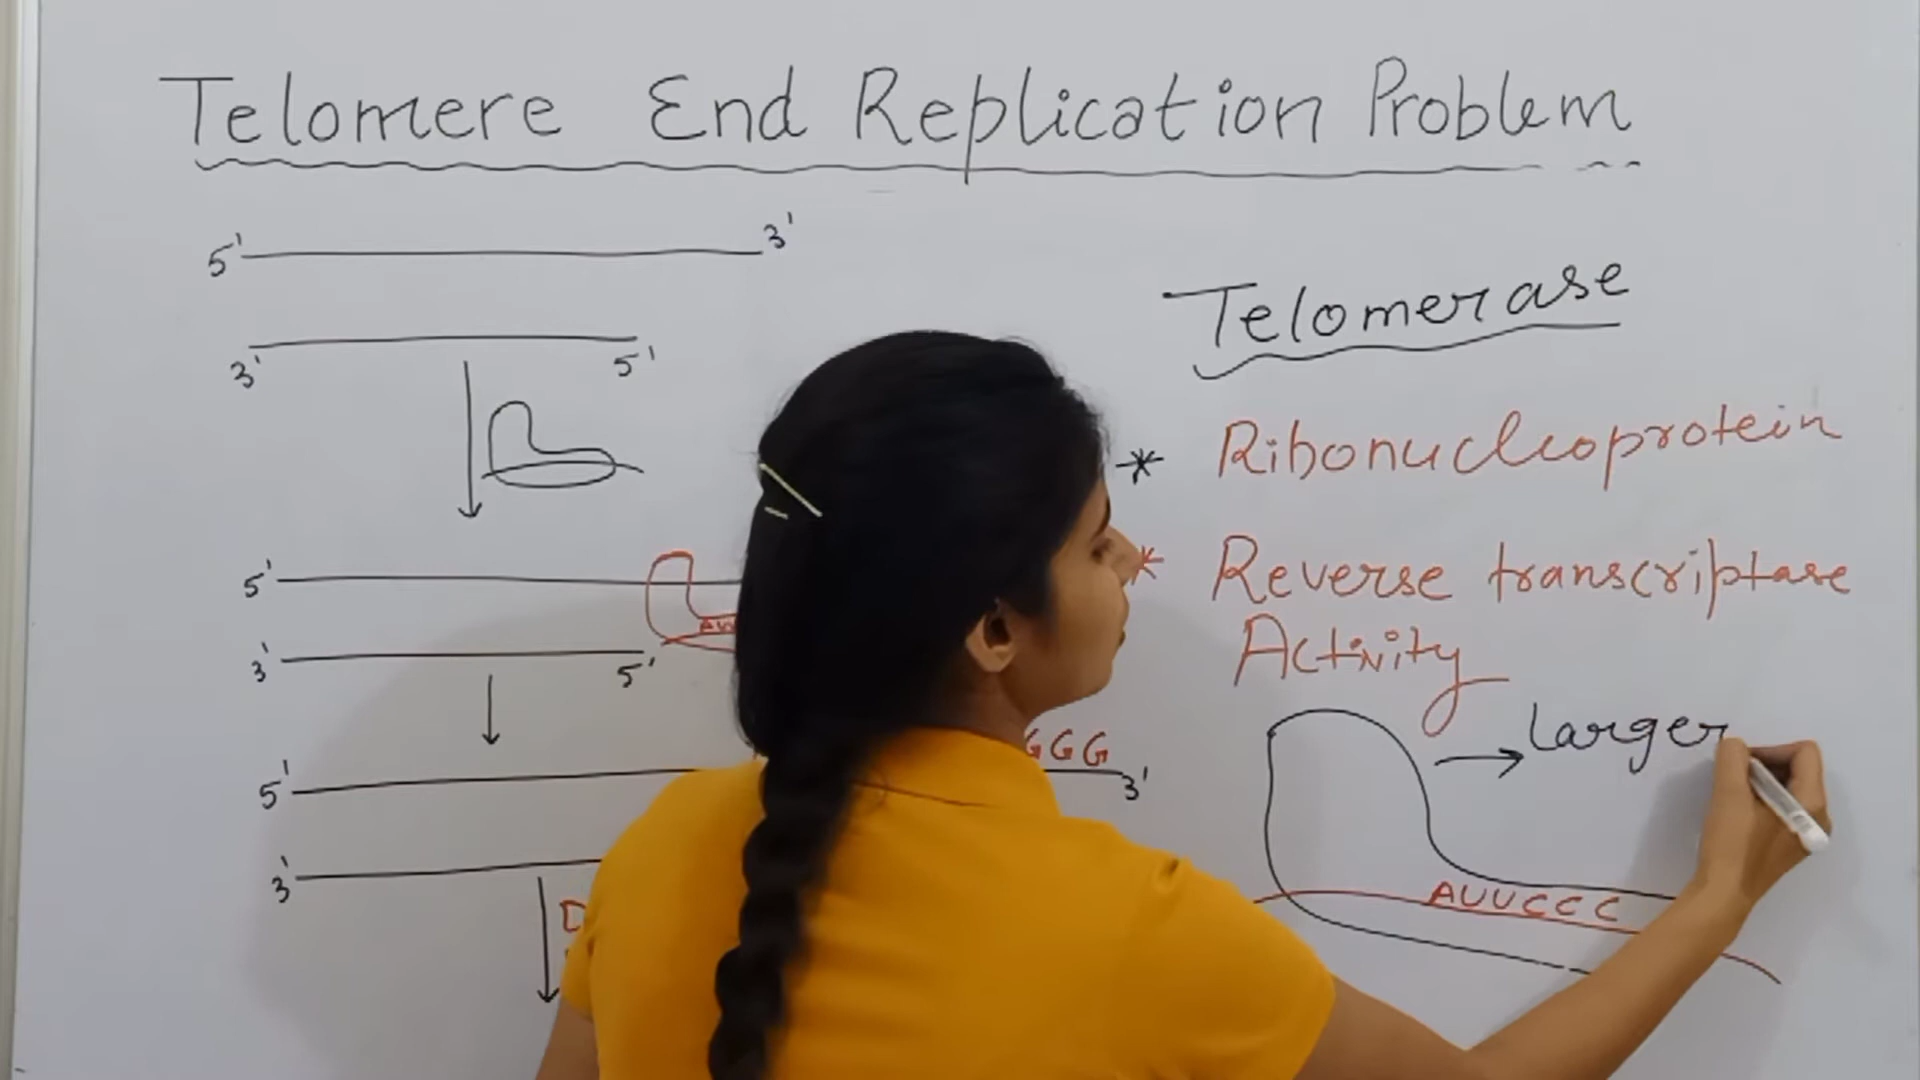 Telomere End Replication Problem
5' 3'
3' 5'
Telomerase
* Ribonucleoprotein
* Reverse transcriptase
Activity
5'
3' 5'
→ larger
GGG
5' 3'
3'
AUUCCC